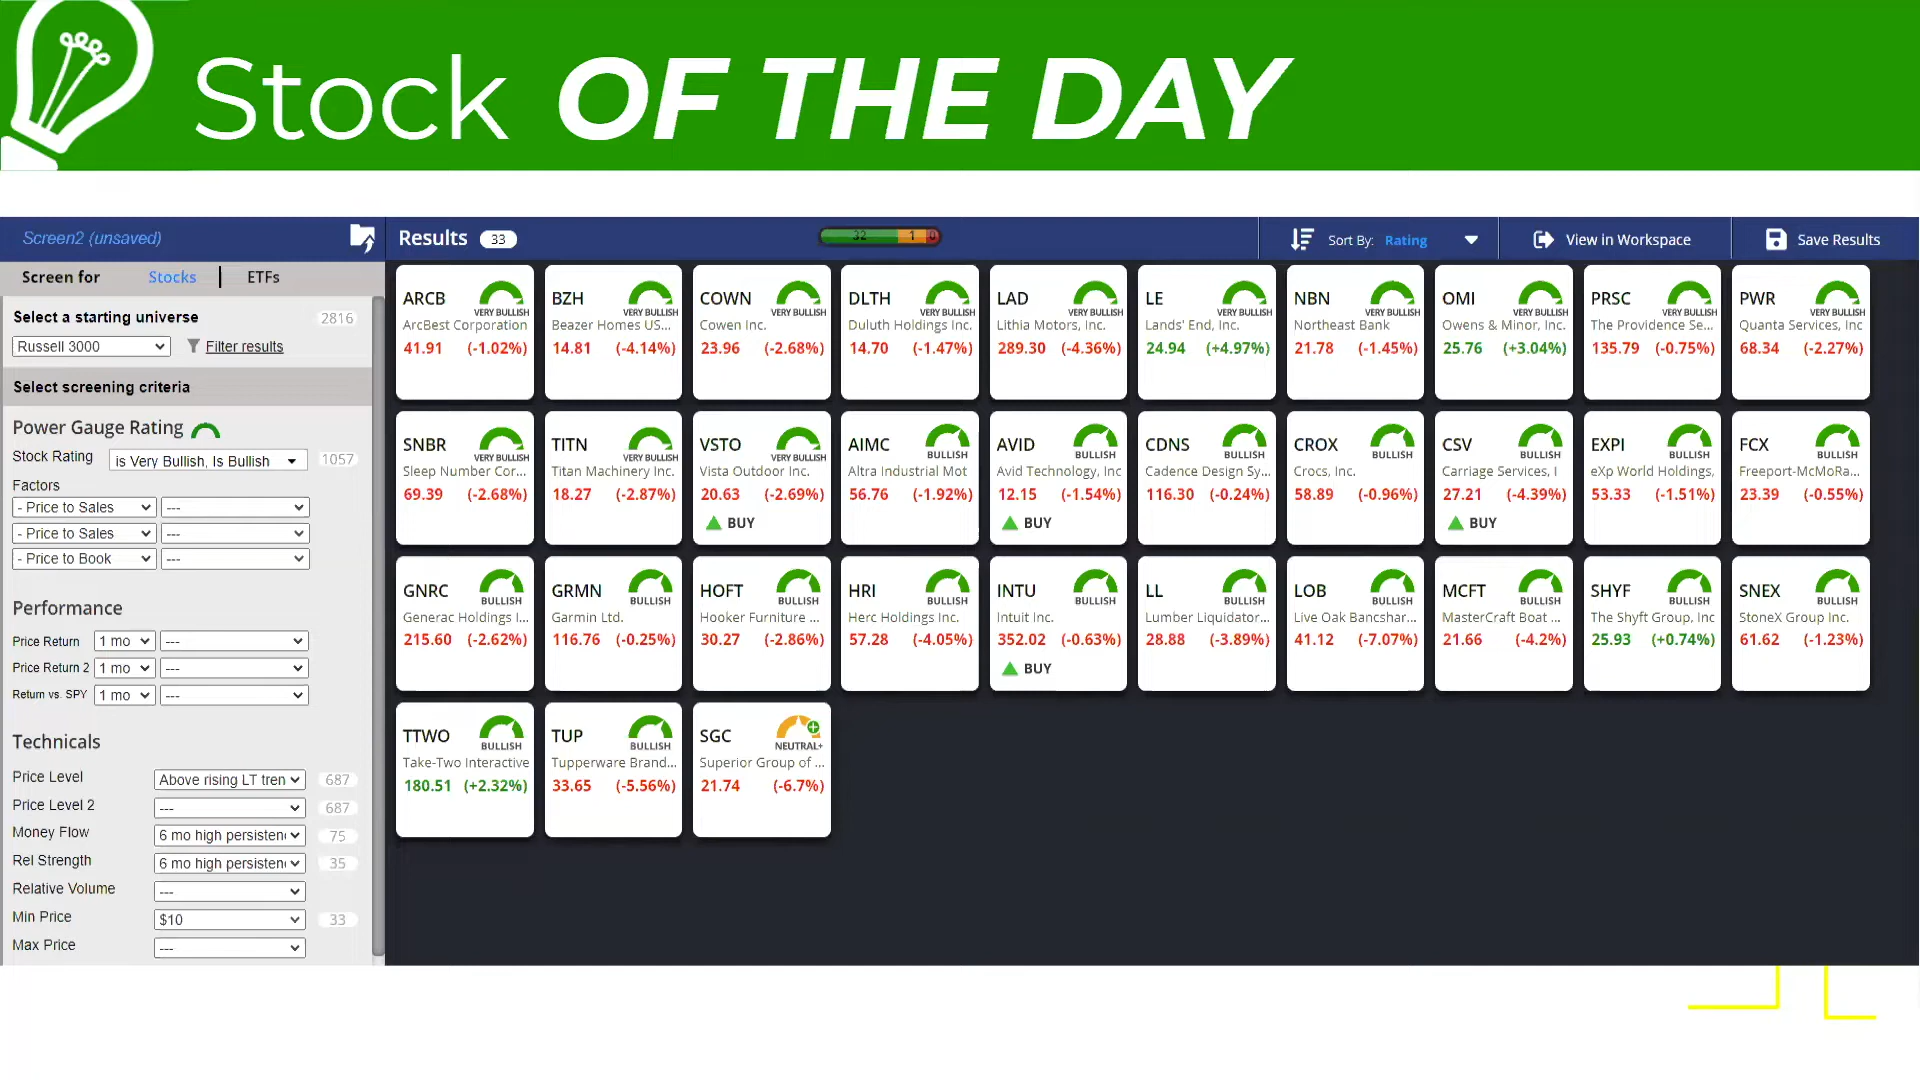 Stock OF THE DAY
Screen2 (unsaved)
Results 33
32 1 0
Sort By: Rating
View in Workspace
Save Results
Screen for Stocks | ETFs
Select a starting universe 2816
Russell 3000 Filter results
Select screening criteria
Power Gauge Rating
Stock Rating is Very Bullish, Is Bullish 1057
Factors
- Price to Sales ---
- Price to Sales ---
- Price to Book ---
Performance
Price Return 1 mo ---
Price Return 2 1 mo ---
Return vs. SPY 1 mo ---
Technicals
Price Level Above rising LT tren 687
Price Level 2 --- 687
Money Flow 6 mo high persisten 75
Rel Strength 6 mo high persisten 35
Relative Volume ---
Min Price $10 33
Max Price ---
ARCB VERY BULLISH
ArcBest Corporation
41.91 (-1.02%)
BZH VERY BULLISH
Beazer Homes US...
14.81 (-4.14%)
COWN VERY BULLISH
Cowen Inc.
23.96 (-2.68%)
DLTH VERY BULLISH
Duluth Holdings Inc.
14.70 (-1.47%)
LAD VERY BULLISH
Lithia Motors, Inc.
289.30 (-4.36%)
LE VERY BULLISH
Lands' End, Inc.
24.94 (+4.97%)
NBN VERY BULLISH
Northeast Bank
21.78 (-1.45%)
OMI VERY BULLISH
Owens & Minor, Inc.
25.76 (+3.04%)
PRSC VERY BULLISH
The Providence Se...
135.79 (-0.75%)
PWR VERY BULLISH
Quanta Services, Inc
68.34 (-2.27%)
SNBR VERY BULLISH
Sleep Number Cor...
69.39 (-2.68%)
TITN VERY BULLISH
Titan Machinery Inc.
18.27 (-2.87%)
VSTO VERY BULLISH
Vista Outdoor Inc.
20.63 (-2.69%)
BUY
AIMC BULLISH
Altra Industrial Mot
56.76 (-1.92%)
AVID BULLISH
Avid Technology, Inc
12.15 (-1.54%)
BUY
CDNS BULLISH
Cadence Design Sy...
116.30 (-0.24%)
CROX BULLISH
Crocs, Inc.
58.89 (-0.96%)
CSV BULLISH
Carriage Services, I
27.21 (-4.39%)
BUY
EXPI BULLISH
eXp World Holdings,
53.33 (-1.51%)
FCX BULLISH
Freeport-McMoRa...
23.39 (-0.55%)
GNRC BULLISH
Generac Holdings I...
215.60 (-2.62%)
GRMN BULLISH
Garmin Ltd.
116.76 (-0.25%)
HOFT BULLISH
Hooker Furniture ...
30.27 (-2.86%)
HRI BULLISH
Herc Holdings Inc.
57.28 (-4.05%)
INTU BULLISH
Intuit Inc.
352.02 (-0.63%)
BUY
LL BULLISH
Lumber Liquidator...
28.88 (-3.89%)
LOB BULLISH
Live Oak Bancshar...
41.12 (-7.07%)
MCFT BULLISH
MasterCraft Boat ...
21.66 (-4.2%)
SHYF BULLISH
The Shyft Group, Inc
25.93 (+0.74%)
SNEX BULLISH
StoneX Group Inc.
61.62 (-1.23%)
TTWO BULLISH
Take-Two Interactive
180.51 (+2.32%)
TUP BULLISH
Tupperware Brand...
33.65 (-5.56%)
SGC NEUTRAL+
Superior Group of ...
21.74 (-6.7%)